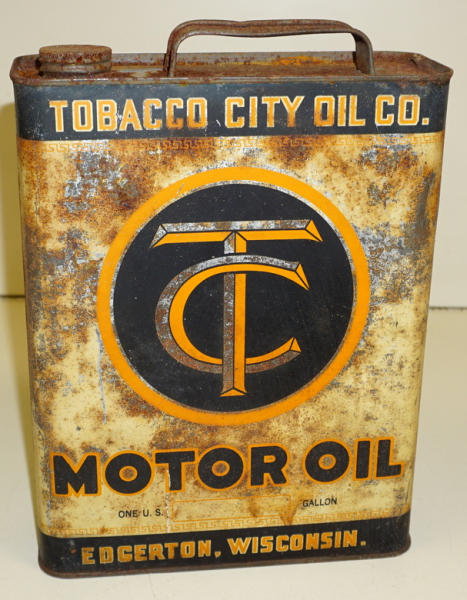 TOBACCO CITY OIL CO.
TC
MOTOR OIL
ONE U. S. GALLON
EDGERTON, WISCONSIN.